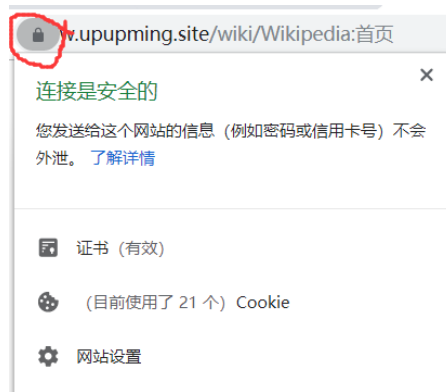 .upupming.site/wiki/Wikipedia:首页
连接是安全的
您发送给这个网站的信息（例如密码或信用卡号）不会
外泄。 了解详情
证书（有效）
（目前使用了 21 个）Cookie
网站设置